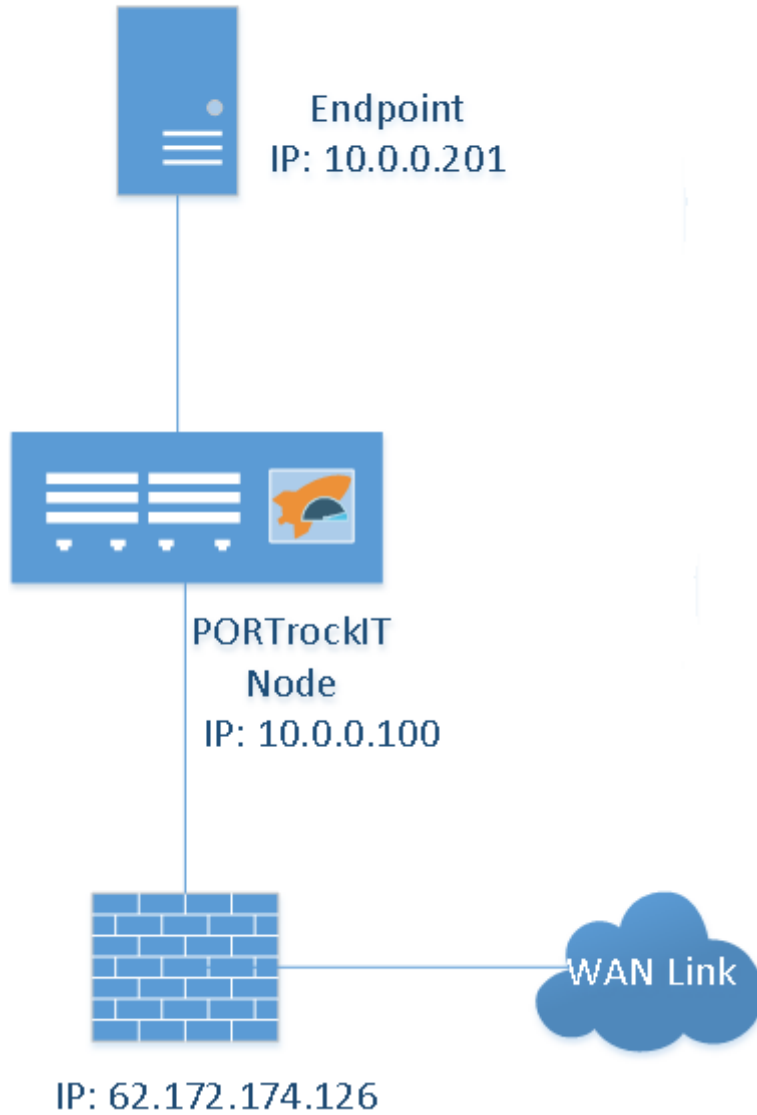 Endpoint
IP: 10.0.0.201
PORTrockIT
Node
IP: 10.0.0.100
WAN Link
IP: 62.172.174.126